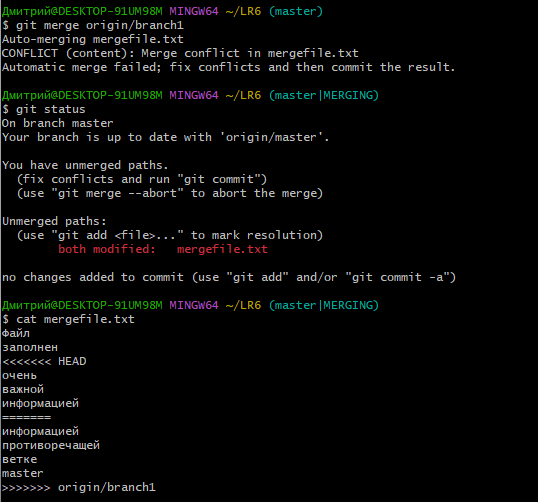 Дмитрий@DESKTOP-91UM98M MINGW64 ~/LR6 (master)
$ git merge origin/branch1
Auto-merging mergefile.txt
CONFLICT (content): Merge conflict in mergefile.txt
Automatic merge failed; fix conflicts and then commit the result.

Дмитрий@DESKTOP-91UM98M MINGW64 ~/LR6 (master|MERGING)
$ git status
On branch master
Your branch is up to date with 'origin/master'.

You have unmerged paths.
  (fix conflicts and run "git commit")
  (use "git merge --abort" to abort the merge)

Unmerged paths:
  (use "git add <file>..." to mark resolution)
        both modified:   mergefile.txt

no changes added to commit (use "git add" and/or "git commit -a")

Дмитрий@DESKTOP-91UM98M MINGW64 ~/LR6 (master|MERGING)
$ cat mergefile.txt
Файл
заполнен
<<<<<<< HEAD
очень
важной
информацией
=======
информацией
противоречащей
ветке
master
>>>>>>> origin/branch1